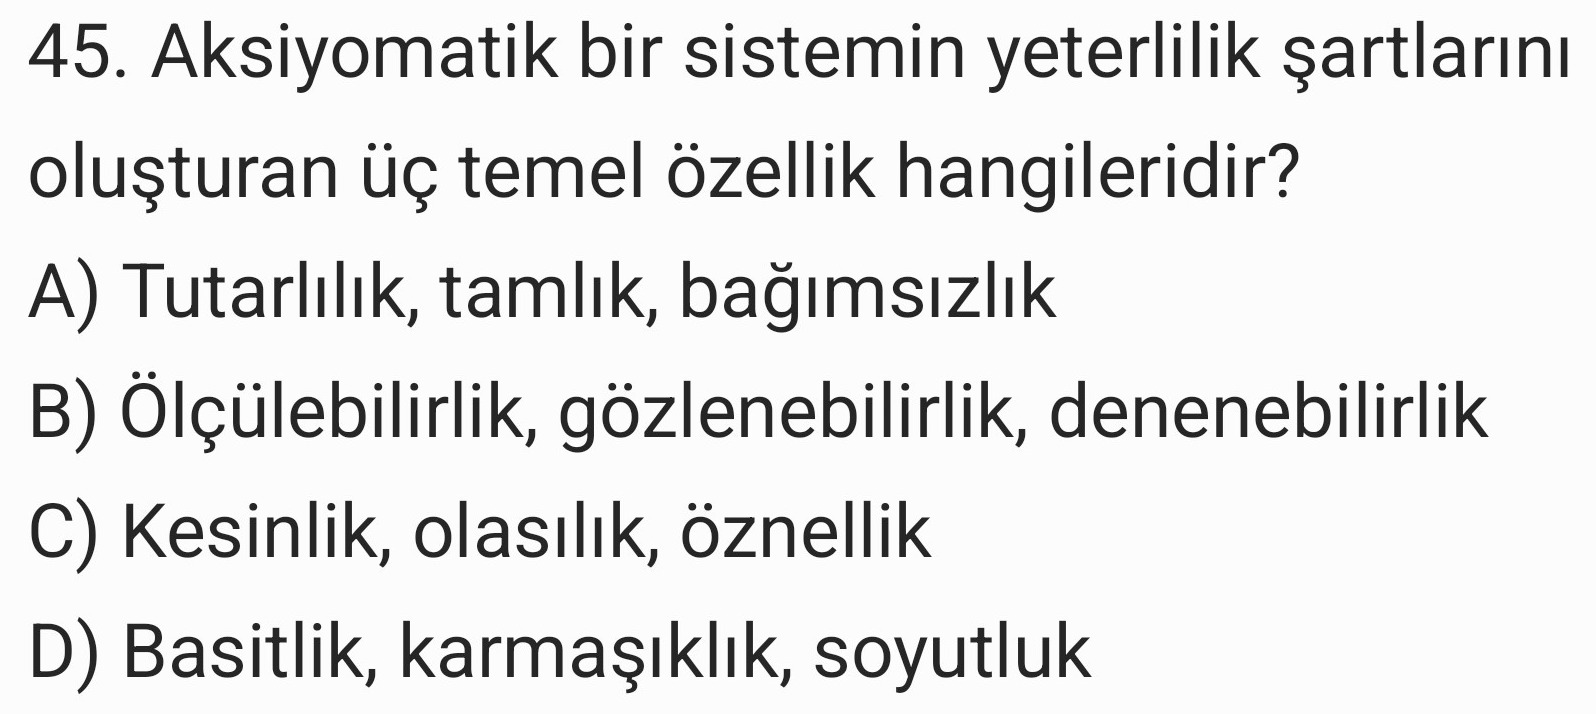 45. Aksiyomatik bir sistemin yeterlilik şartlarını
oluşturan üç temel özellik hangileridir?
A) Tutarlılık, tamlık, bağımsızlık
B) Ölçülebilirlik, gözlenebilirlik, denenebilirlik
C) Kesinlik, olasılık, öznellik
D) Basitlik, karmaşıklık, soyutluk